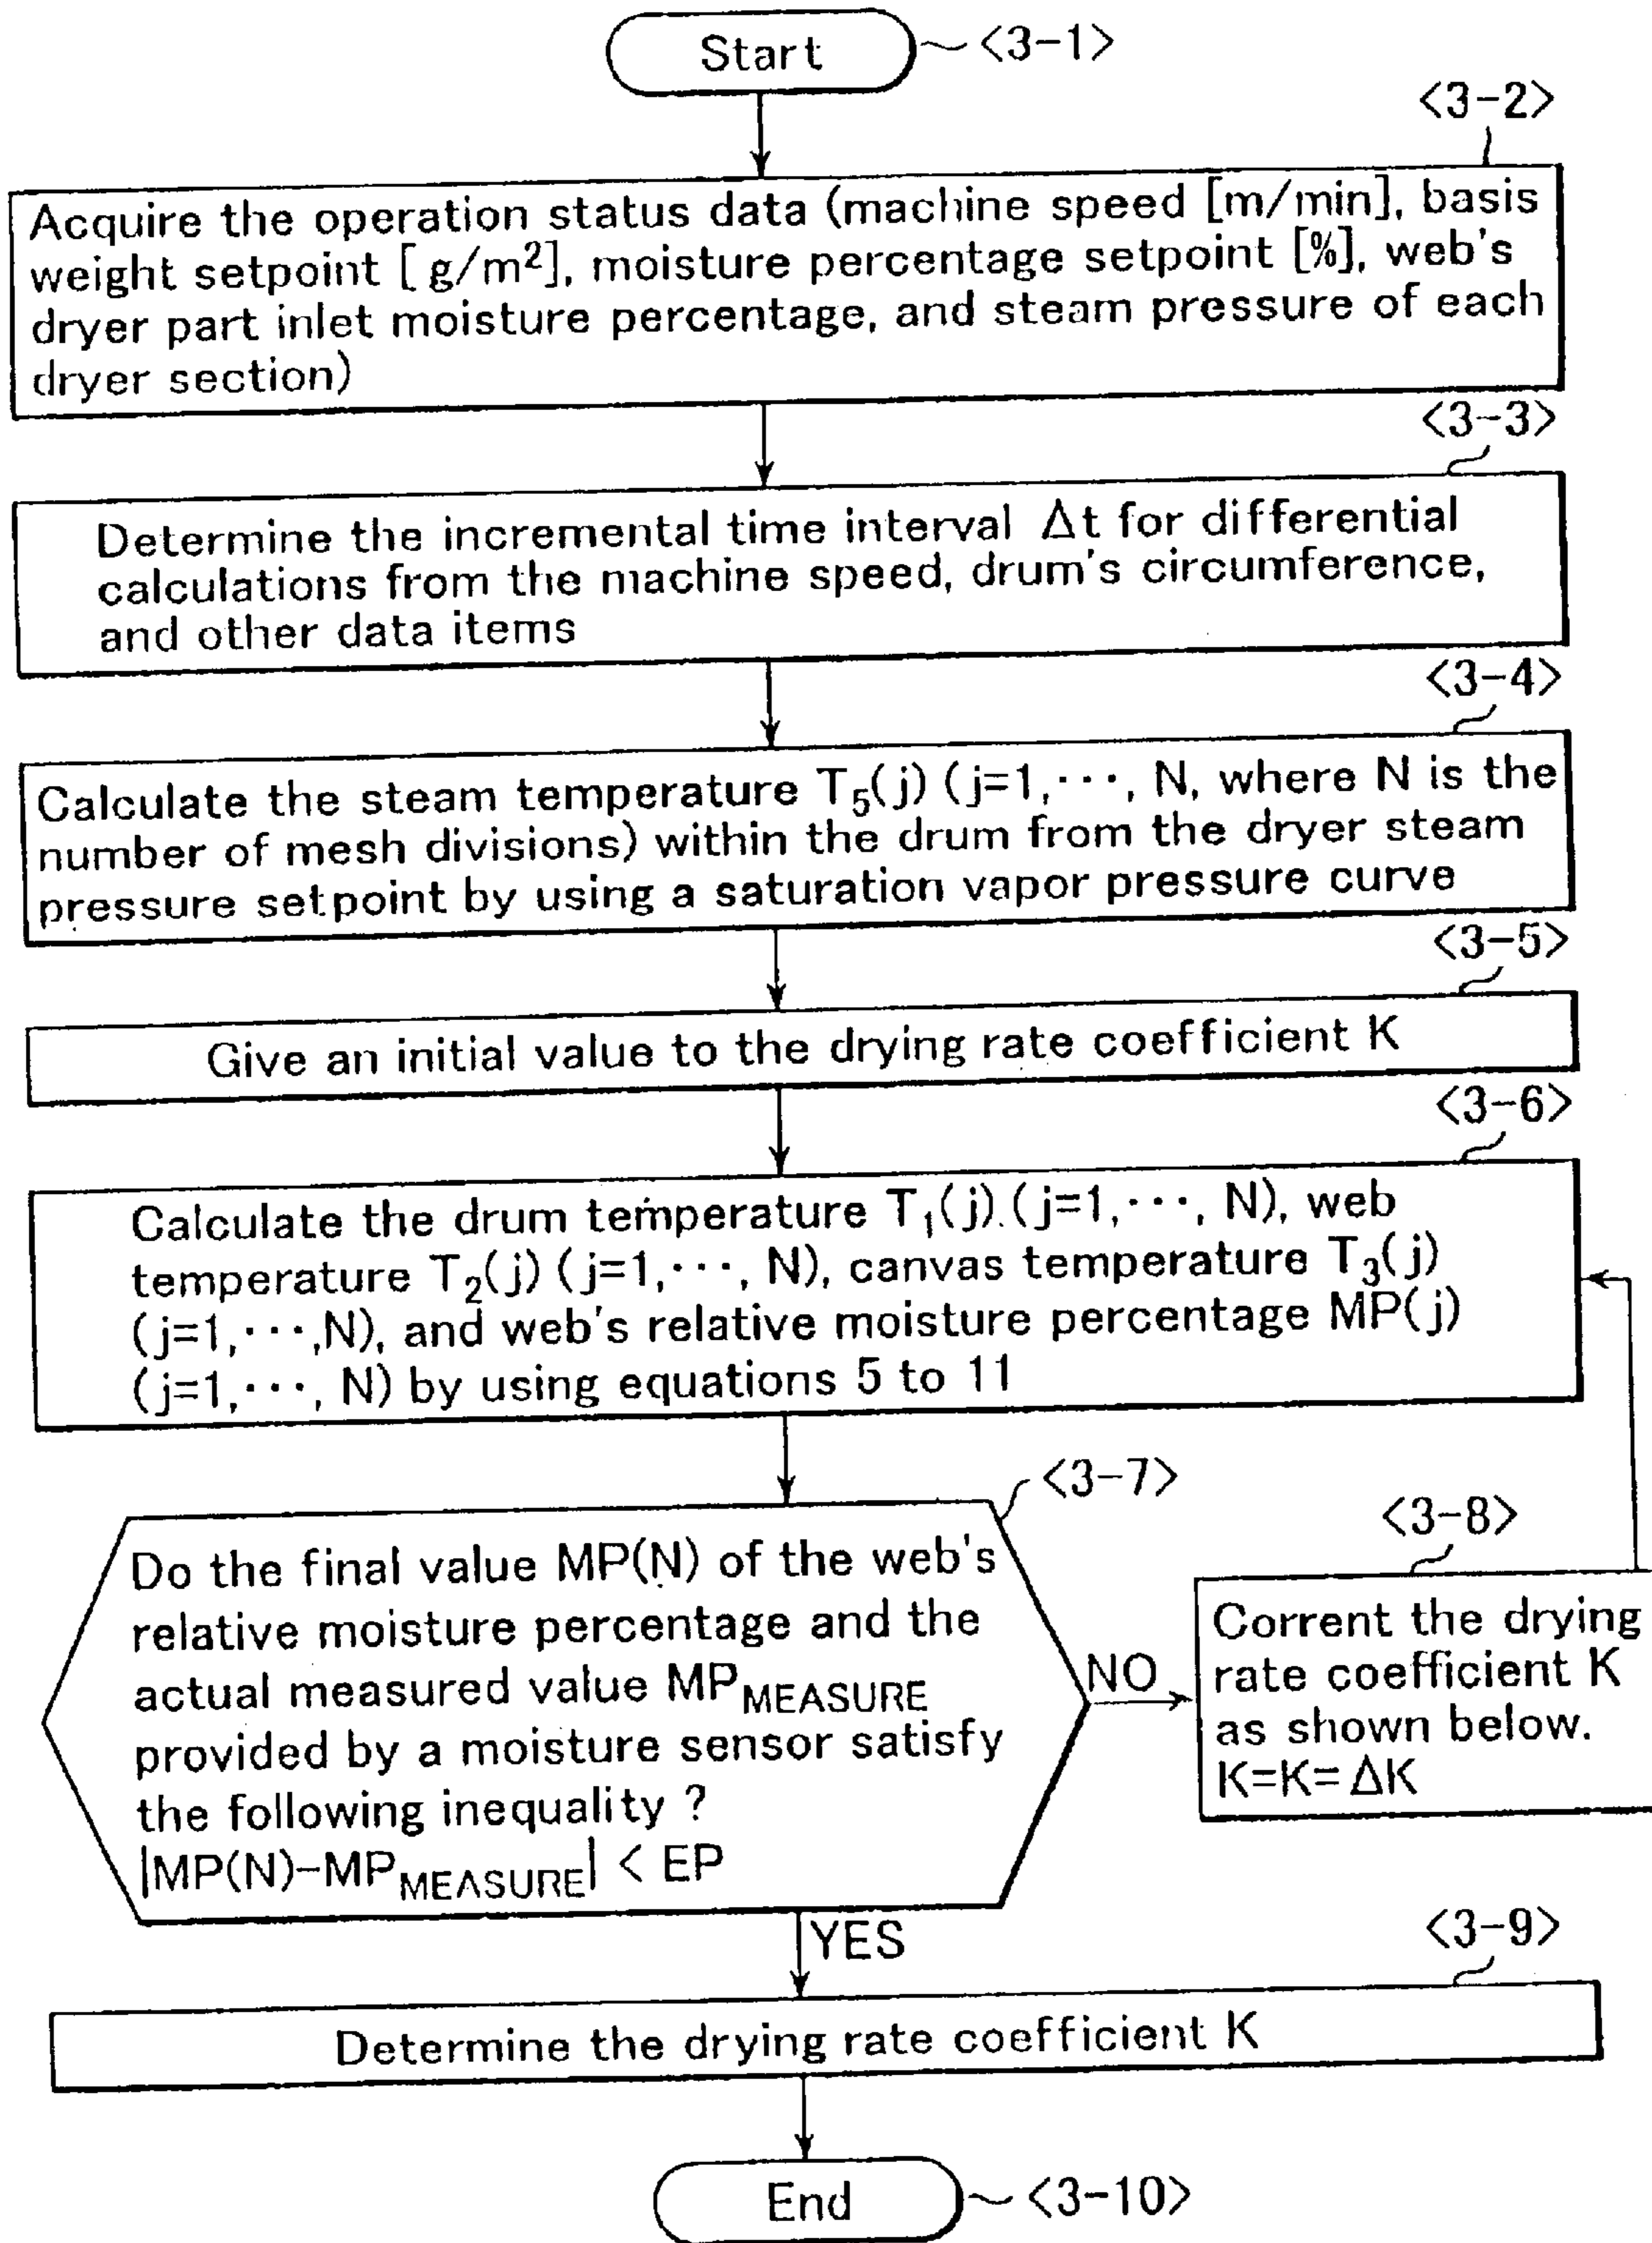 Start
<3-1>
<3-2>
Acquire the operation status data (machine speed [m/min], basis
weight setpoint [ g/m²], moisture percentage setpoint [%], web's
dryer part inlet moisture percentage, and steam pressure of each
dryer section)
<3-3>
Determine the incremental time interval Δt for differential
calculations from the machine speed, drum's circumference,
and other data items
<3-4>
Calculate the steam temperature T₅(j) (j=1,···, N, where N is the
number of mesh divisions) within the drum from the dryer steam
pressure setpoint by using a saturation vapor pressure curve
<3-5>
Give an initial value to the drying rate coefficient K
<3-6>
Calculate the drum temperature T₁(j) (j=1,···, N), web
temperature T₂(j) (j=1,···, N), canvas temperature T₃(j)
(j=1,···,N), and web's relative moisture percentage MP(j)
(j=1,···, N) by using equations 5 to 11
<3-7>
Do the final value MP(N) of the web's
relative moisture percentage and the
actual measured value MP_MEASURE
provided by a moisture sensor satisfy
the following inequality ?
|MP(N)-MP_MEASURE| < EP
NO
<3-8>
Corrent the drying
rate coefficient K
as shown below.
K=K= ΔK
YES
<3-9>
Determine the drying rate coefficient K
End
<3-10>